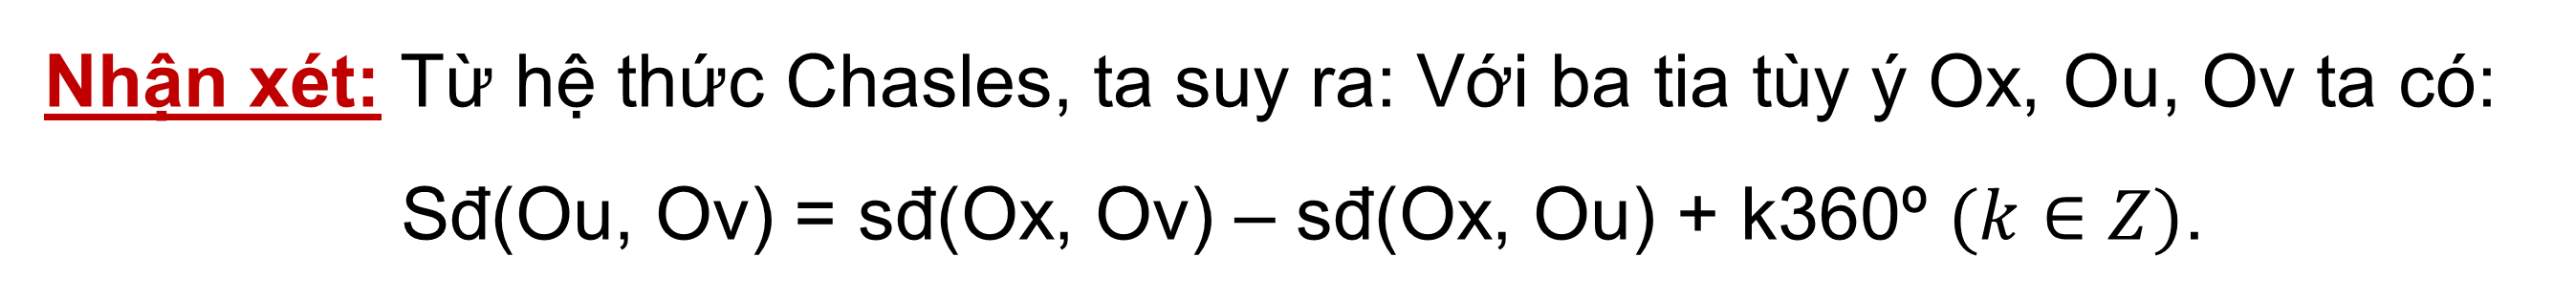 Nhận xét: Từ hệ thức Chasles, ta suy ra: Với ba tia tùy ý Ox, Ou, Ov ta có:
Sđ(Ou, Ov) = sđ(Ox, Ov) – sđ(Ox, Ou) + k360º (k ∈ Z).